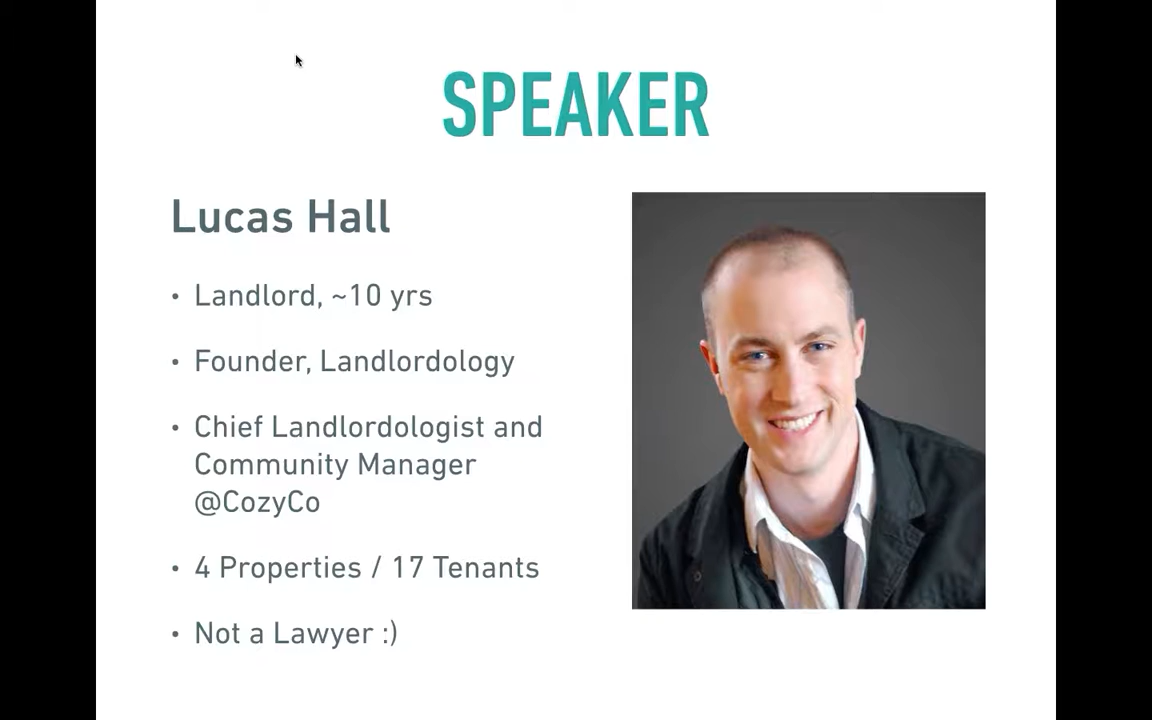 SPEAKER
Lucas Hall
• Landlord, ~10 yrs
• Founder, Landlordology
• Chief Landlordologist and
Community Manager
@CozyCo
• 4 Properties / 17 Tenants
• Not a Lawyer :)